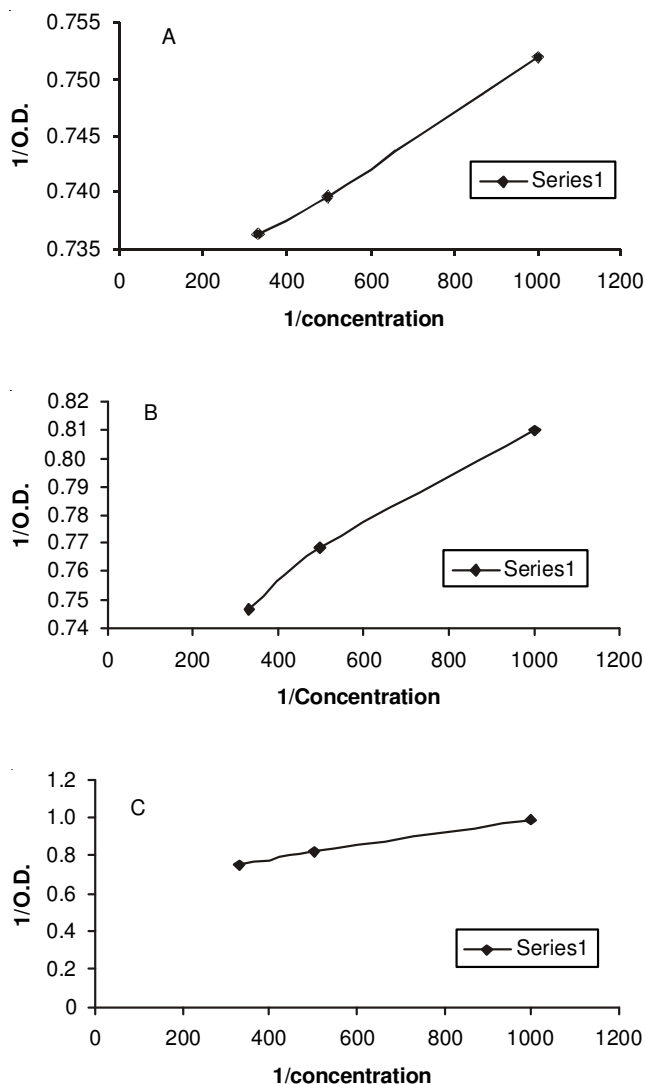 A
0.755
0.750
0.745
0.740
0.735
1/O.D.
Series1
0 200 400 600 800 1000 1200
1/concentration
B
0.82
0.81
0.80
0.79
0.78
0.77
0.76
0.75
0.74
1/O.D.
Series1
0 200 400 600 800 1000 1200
1/Concentration
C
1.2
1.0
0.8
0.6
0.4
0.2
0
1/O.D.
Series1
0 200 400 600 800 1000 1200
1/concentration